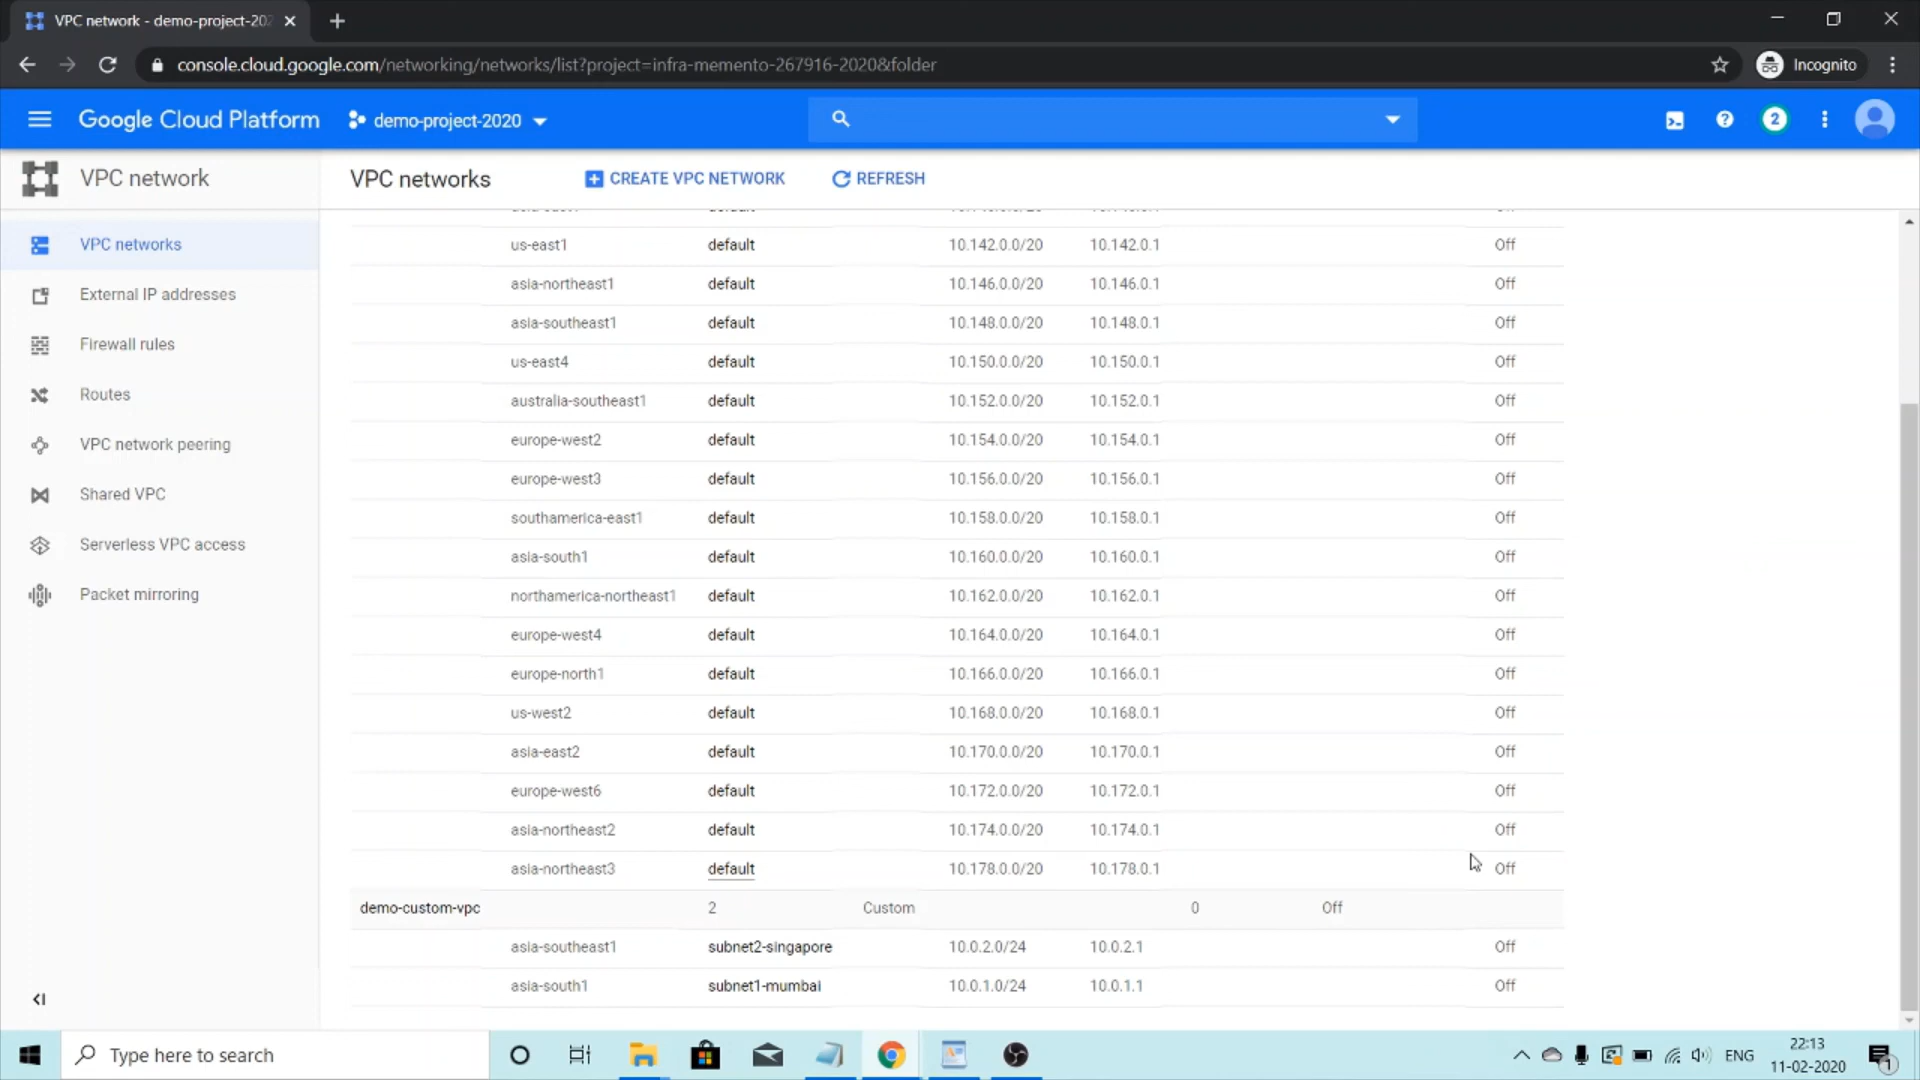 VPC network - demo-project-202
console.cloud.google.com/networking/networks/list?project=infra-memento-267916-2020&folder
Incognito
Google Cloud Platform
demo-project-2020
2
VPC network
VPC networks
CREATE VPC NETWORK
REFRESH
VPC networks
External IP addresses
Firewall rules
Routes
VPC network peering
Shared VPC
Serverless VPC access
Packet mirroring
us-east1 default 10.142.0.0/20 10.142.0.1 Off
asia-northeast1 default 10.146.0.0/20 10.146.0.1 Off
asia-southeast1 default 10.148.0.0/20 10.148.0.1 Off
us-east4 default 10.150.0.0/20 10.150.0.1 Off
australia-southeast1 default 10.152.0.0/20 10.152.0.1 Off
europe-west2 default 10.154.0.0/20 10.154.0.1 Off
europe-west3 default 10.156.0.0/20 10.156.0.1 Off
southamerica-east1 default 10.158.0.0/20 10.158.0.1 Off
asia-south1 default 10.160.0.0/20 10.160.0.1 Off
northamerica-northeast1 default 10.162.0.0/20 10.162.0.1 Off
europe-west4 default 10.164.0.0/20 10.164.0.1 Off
europe-north1 default 10.166.0.0/20 10.166.0.1 Off
us-west2 default 10.168.0.0/20 10.168.0.1 Off
asia-east2 default 10.170.0.0/20 10.170.0.1 Off
europe-west6 default 10.172.0.0/20 10.172.0.1 Off
asia-northeast2 default 10.174.0.0/20 10.174.0.1 Off
asia-northeast3 default 10.178.0.0/20 10.178.0.1 Off
demo-custom-vpc 2 Custom 0 Off
asia-southeast1 subnet2-singapore 10.0.2.0/24 10.0.2.1 Off
asia-south1 subnet1-mumbai 10.0.1.0/24 10.0.1.1 Off
Type here to search
ENG
22:13
11-02-2020
1